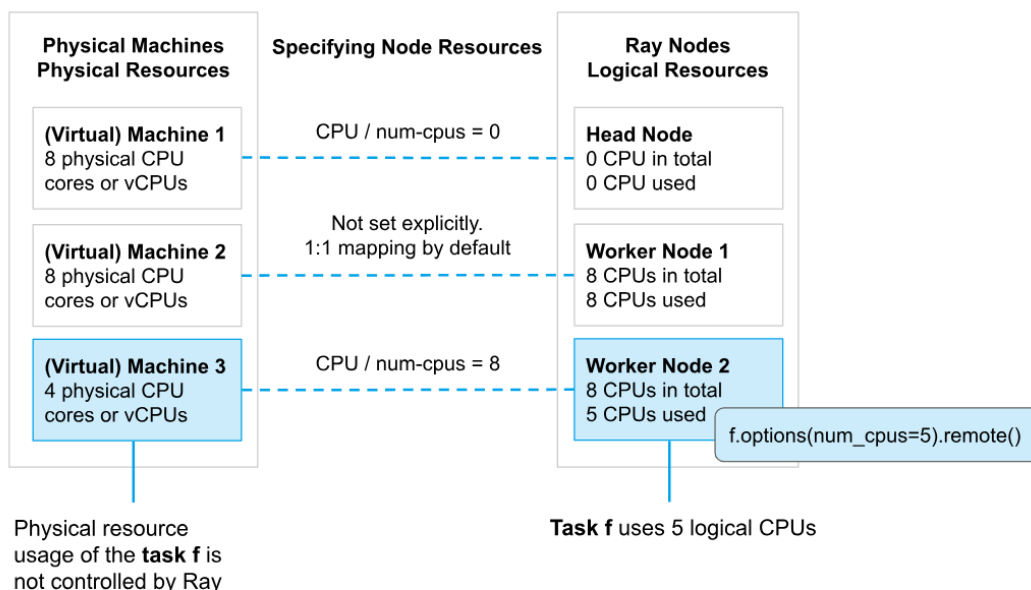 Physical Machines
Physical Resources
Specifying Node Resources
Ray Nodes
Logical Resources
(Virtual) Machine 1
8 physical CPU
cores or vCPUs
CPU / num-cpus = 0
Head Node
0 CPU in total
0 CPU used
(Virtual) Machine 2
8 physical CPU
cores or vCPUs
Not set explicitly.
1:1 mapping by default
Worker Node 1
8 CPUs in total
8 CPUs used
(Virtual) Machine 3
4 physical CPU
cores or vCPUs
CPU / num-cpus = 8
Worker Node 2
8 CPUs in total
5 CPUs used
f.options(num_cpus=5).remote()
Physical resource
usage of the task f is
not controlled by Ray
Task f uses 5 logical CPUs